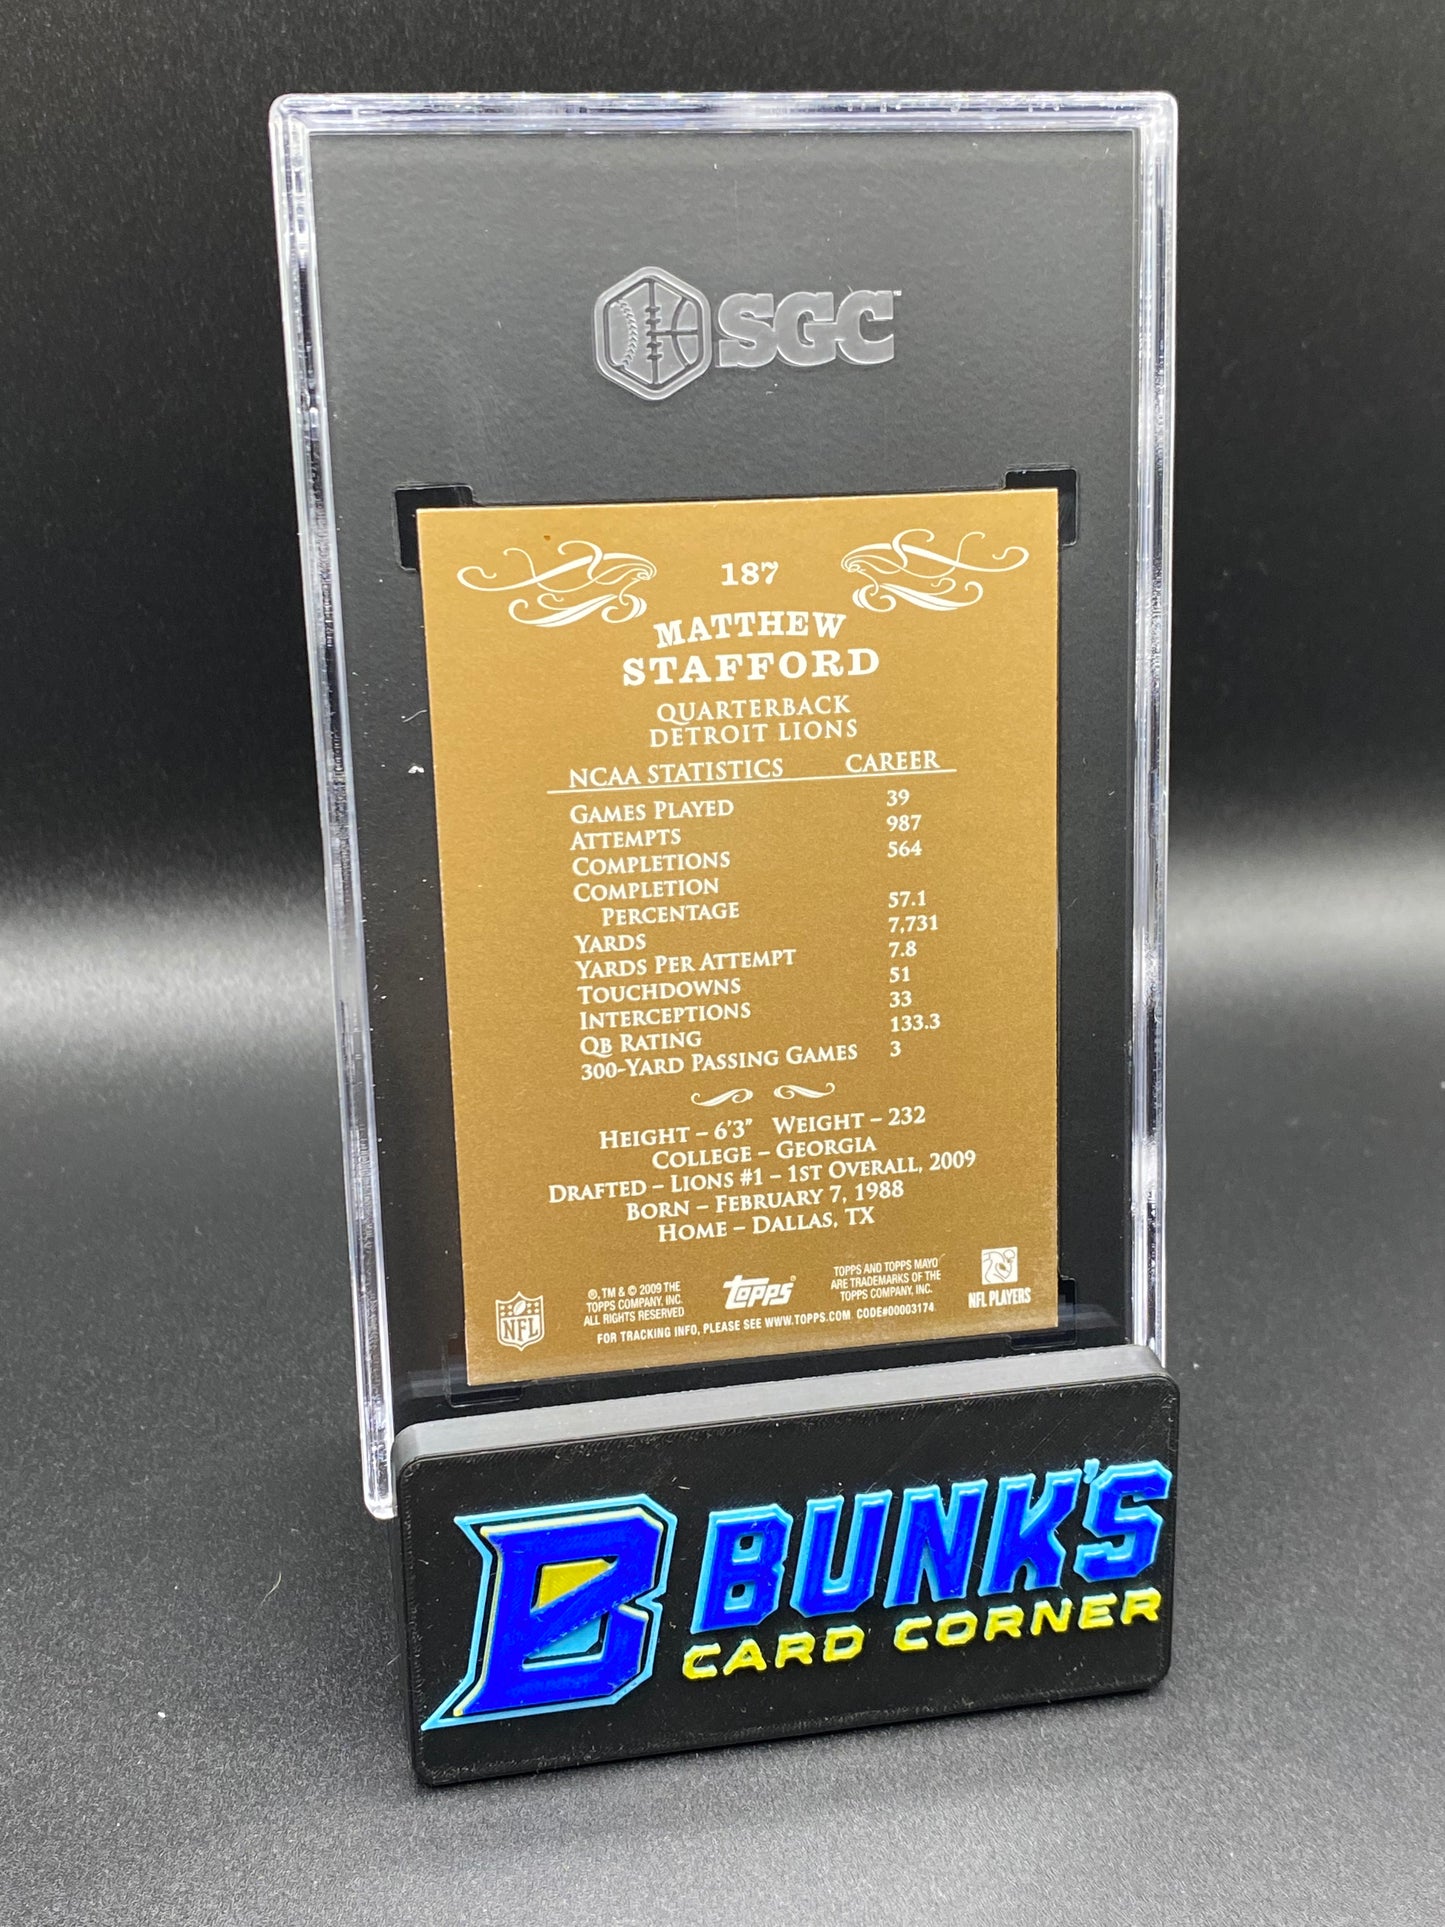 SGC™
187
MATTHEW
STAFFORD
QUARTERBACK
DETROIT LIONS
NCAA STATISTICS CAREER
GAMES PLAYED 39
ATTEMPTS 987
COMPLETIONS 564
COMPLETION
PERCENTAGE 57.1
YARDS 7,731
YARDS PER ATTEMPT 7.8
TOUCHDOWNS 51
INTERCEPTIONS 33
QB RATING 133.3
300-YARD PASSING GAMES 3
HEIGHT – 6'3" WEIGHT – 232
COLLEGE – GEORGIA
DRAFTED – LIONS #1 – 1ST OVERALL, 2009
BORN – FEBRUARY 7, 1988
HOME – DALLAS, TX
NFL
®, TM & © 2009 THE
TOPPS COMPANY, INC.
ALL RIGHTS RESERVED
Topps®
TOPPS AND TOPPS MAYO
ARE TRADEMARKS OF THE
TOPPS COMPANY, INC.
NFL PLAYERS
FOR TRACKING INFO, PLEASE SEE WWW.TOPPS.COM CODE#00003174
B BUNK'S
CARD CORNER